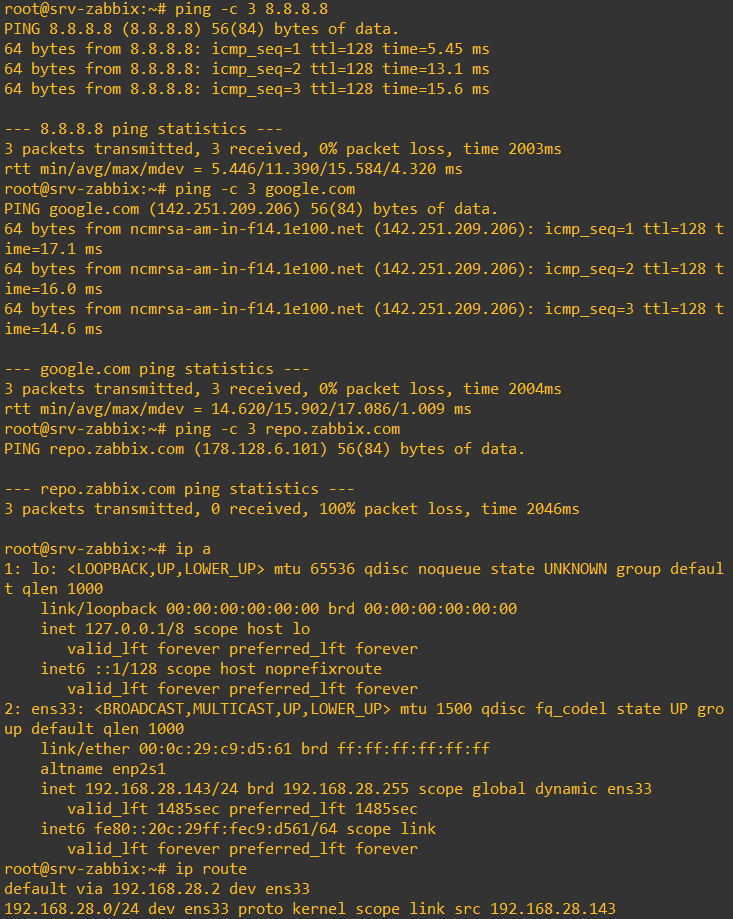 root@srv-zabbix:~# ping -c 3 8.8.8.8
PING 8.8.8.8 (8.8.8.8) 56(84) bytes of data.
64 bytes from 8.8.8.8: icmp_seq=1 ttl=128 time=5.45 ms
64 bytes from 8.8.8.8: icmp_seq=2 ttl=128 time=13.1 ms
64 bytes from 8.8.8.8: icmp_seq=3 ttl=128 time=15.6 ms

--- 8.8.8.8 ping statistics ---
3 packets transmitted, 3 received, 0% packet loss, time 2003ms
rtt min/avg/max/mdev = 5.446/11.390/15.584/4.320 ms
root@srv-zabbix:~# ping -c 3 google.com
PING google.com (142.251.209.206) 56(84) bytes of data.
64 bytes from ncmrsa-am-in-f14.1e100.net (142.251.209.206): icmp_seq=1 ttl=128 t
ime=17.1 ms
64 bytes from ncmrsa-am-in-f14.1e100.net (142.251.209.206): icmp_seq=2 ttl=128 t
ime=16.0 ms
64 bytes from ncmrsa-am-in-f14.1e100.net (142.251.209.206): icmp_seq=3 ttl=128 t
ime=14.6 ms

--- google.com ping statistics ---
3 packets transmitted, 3 received, 0% packet loss, time 2004ms
rtt min/avg/max/mdev = 14.620/15.902/17.086/1.009 ms
root@srv-zabbix:~# ping -c 3 repo.zabbix.com
PING repo.zabbix.com (178.128.6.101) 56(84) bytes of data.

--- repo.zabbix.com ping statistics ---
3 packets transmitted, 0 received, 100% packet loss, time 2046ms

root@srv-zabbix:~# ip a
1: lo: <LOOPBACK,UP,LOWER_UP> mtu 65536 qdisc noqueue state UNKNOWN group defaul
t qlen 1000
    link/loopback 00:00:00:00:00:00 brd 00:00:00:00:00:00
    inet 127.0.0.1/8 scope host lo
       valid_lft forever preferred_lft forever
    inet6 ::1/128 scope host noprefixroute
       valid_lft forever preferred_lft forever
2: ens33: <BROADCAST,MULTICAST,UP,LOWER_UP> mtu 1500 qdisc fq_codel state UP gro
up default qlen 1000
    link/ether 00:0c:29:c9:d5:61 brd ff:ff:ff:ff:ff:ff
    altname enp2s1
    inet 192.168.28.143/24 brd 192.168.28.255 scope global dynamic ens33
       valid_lft 1485sec preferred_lft 1485sec
    inet6 fe80::20c:29ff:fec9:d561/64 scope link
       valid_lft forever preferred_lft forever
root@srv-zabbix:~# ip route
default via 192.168.28.2 dev ens33
192.168.28.0/24 dev ens33 proto kernel scope link src 192.168.28.143